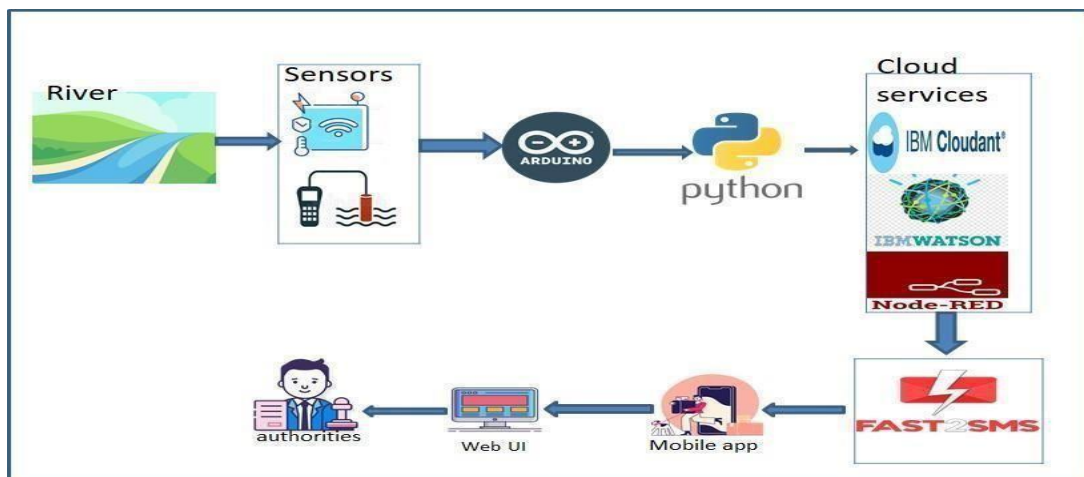 River
Sensors
ARDUINO
python
Cloud
services
IBM Cloudant®
IBMWATSON
Node-RED
FAST2SMS
Mobile app
Web UI
authorities